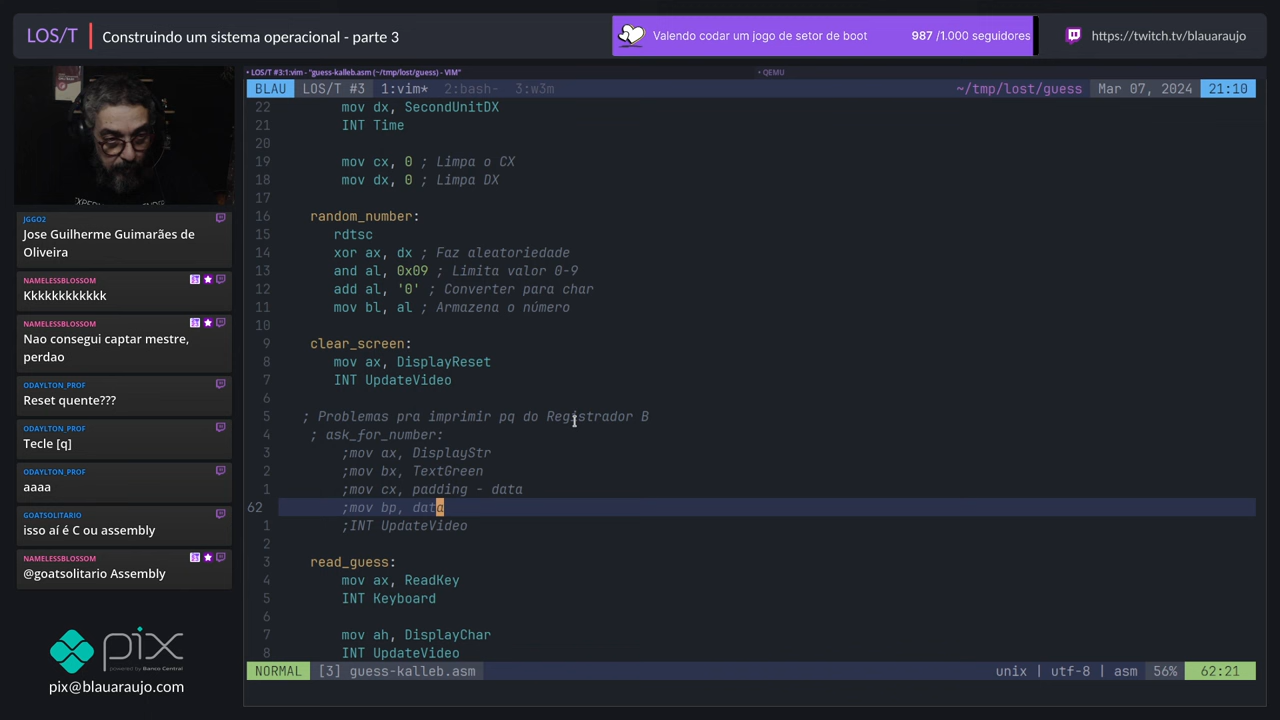 LOS/T
Construindo um sistema operacional - parte 3
Valendo codar um jogo de setor de boot
987 /1.000 seguidores
https://twitch.tv/blauaraujo
• LOS/T #3:1:vim - "guess-kalleb.asm (~/tmp/lost/guess) - VIM"
• QEMU
BLAU LOS/T #3 1:vim* 2:bash- 3:w3m ~/tmp/lost/guess Mar 07, 2024 21:10
22 mov dx, SecondUnitDX
21 INT Time
20
19 mov cx, 0 ; Limpa o CX
18 mov dx, 0 ; Limpa DX
17
16 random_number:
15 rdtsc
14 xor ax, dx ; Faz aleatoriedade
13 and al, 0x09 ; Limita valor 0-9
12 add al, '0' ; Converter para char
11 mov bl, al ; Armazena o número
10
9 clear_screen:
8 mov ax, DisplayReset
7 INT UpdateVideo
6
5 ; Problemas pra imprimir pq do Registrador B
4 ; ask_for_number:
3 ;mov ax, DisplayStr
2 ;mov bx, TextGreen
1 ;mov cx, padding - data
62 ;mov bp, data
1 ;INT UpdateVideo
2
3 read_guess:
4 mov ax, ReadKey
5 INT Keyboard
6
7 mov ah, DisplayChar
8 INT UpdateVideo
NORMAL [3] guess-kalleb.asm unix | utf-8 | asm 56% 62:21
JGGO2
Jose Guilherme Guimarães de
Oliveira
NAMELESSBLOSSOM
Kkkkkkkkkkk
NAMELESSBLOSSOM
Nao consegui captar mestre,
perdao
ODAYLTON_PROF
Reset quente???
ODAYLTON_PROF
Tecle [q]
ODAYLTON_PROF
aaaa
GOATSOLITARIO
isso aí é C ou assembly
NAMELESSBLOSSOM
@goatsolitario Assembly
pix
powered by Banco Central
pix@blauaraujo.com